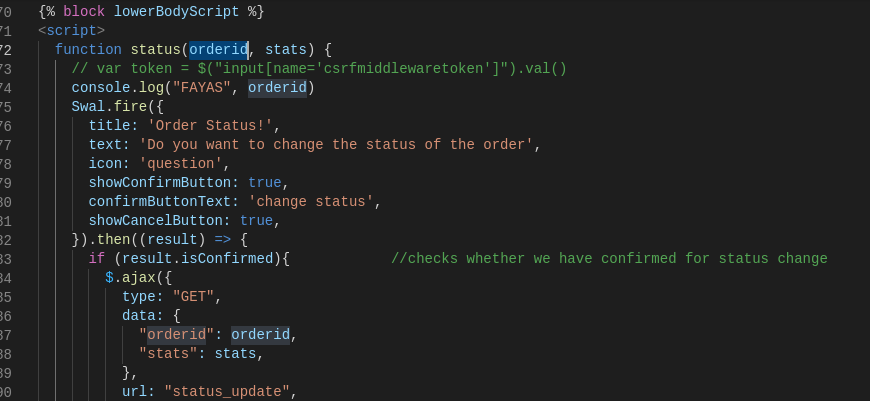 70 {% block lowerBodyScript %}
71 <script>
72 function status(orderid, stats) {
73 // var token = $("input[name='csrfmiddlewaretoken']").val()
74 console.log("FAYAS", orderid)
75 Swal.fire({
76 title: 'Order Status!',
77 text: 'Do you want to change the status of the order',
78 icon: 'question',
79 showConfirmButton: true,
80 confirmButtonText: 'change status',
81 showCancelButton: true,
82 }).then((result) => {
83 if (result.isConfirmed){ //checks whether we have confirmed for status change
84 $.ajax({
85 type: "GET",
86 data: {
87 "orderid": orderid,
88 "stats": stats,
89 },
90 url: "status_update",